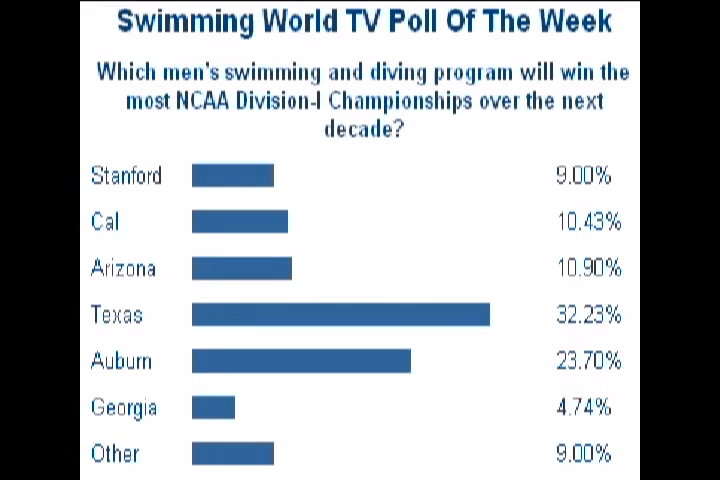 Swimming World TV Poll Of The Week
Which men's swimming and diving program will win the
most NCAA Division-I Championships over the next
decade?
Stanford 9.00%
Cal 10.43%
Arizona 10.90%
Texas 32.23%
Auburn 23.70%
Georgia 4.74%
Other 9.00%